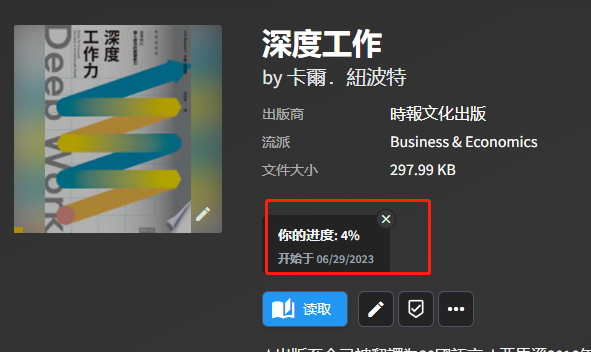 深度工作
by 卡爾．紐波特
出版商 時報文化出版
流派 Business & Economics
文件大小 297.99 KB
你的进度: 4%
开始于 06/29/2023
读取
深度工作力
Deep Work